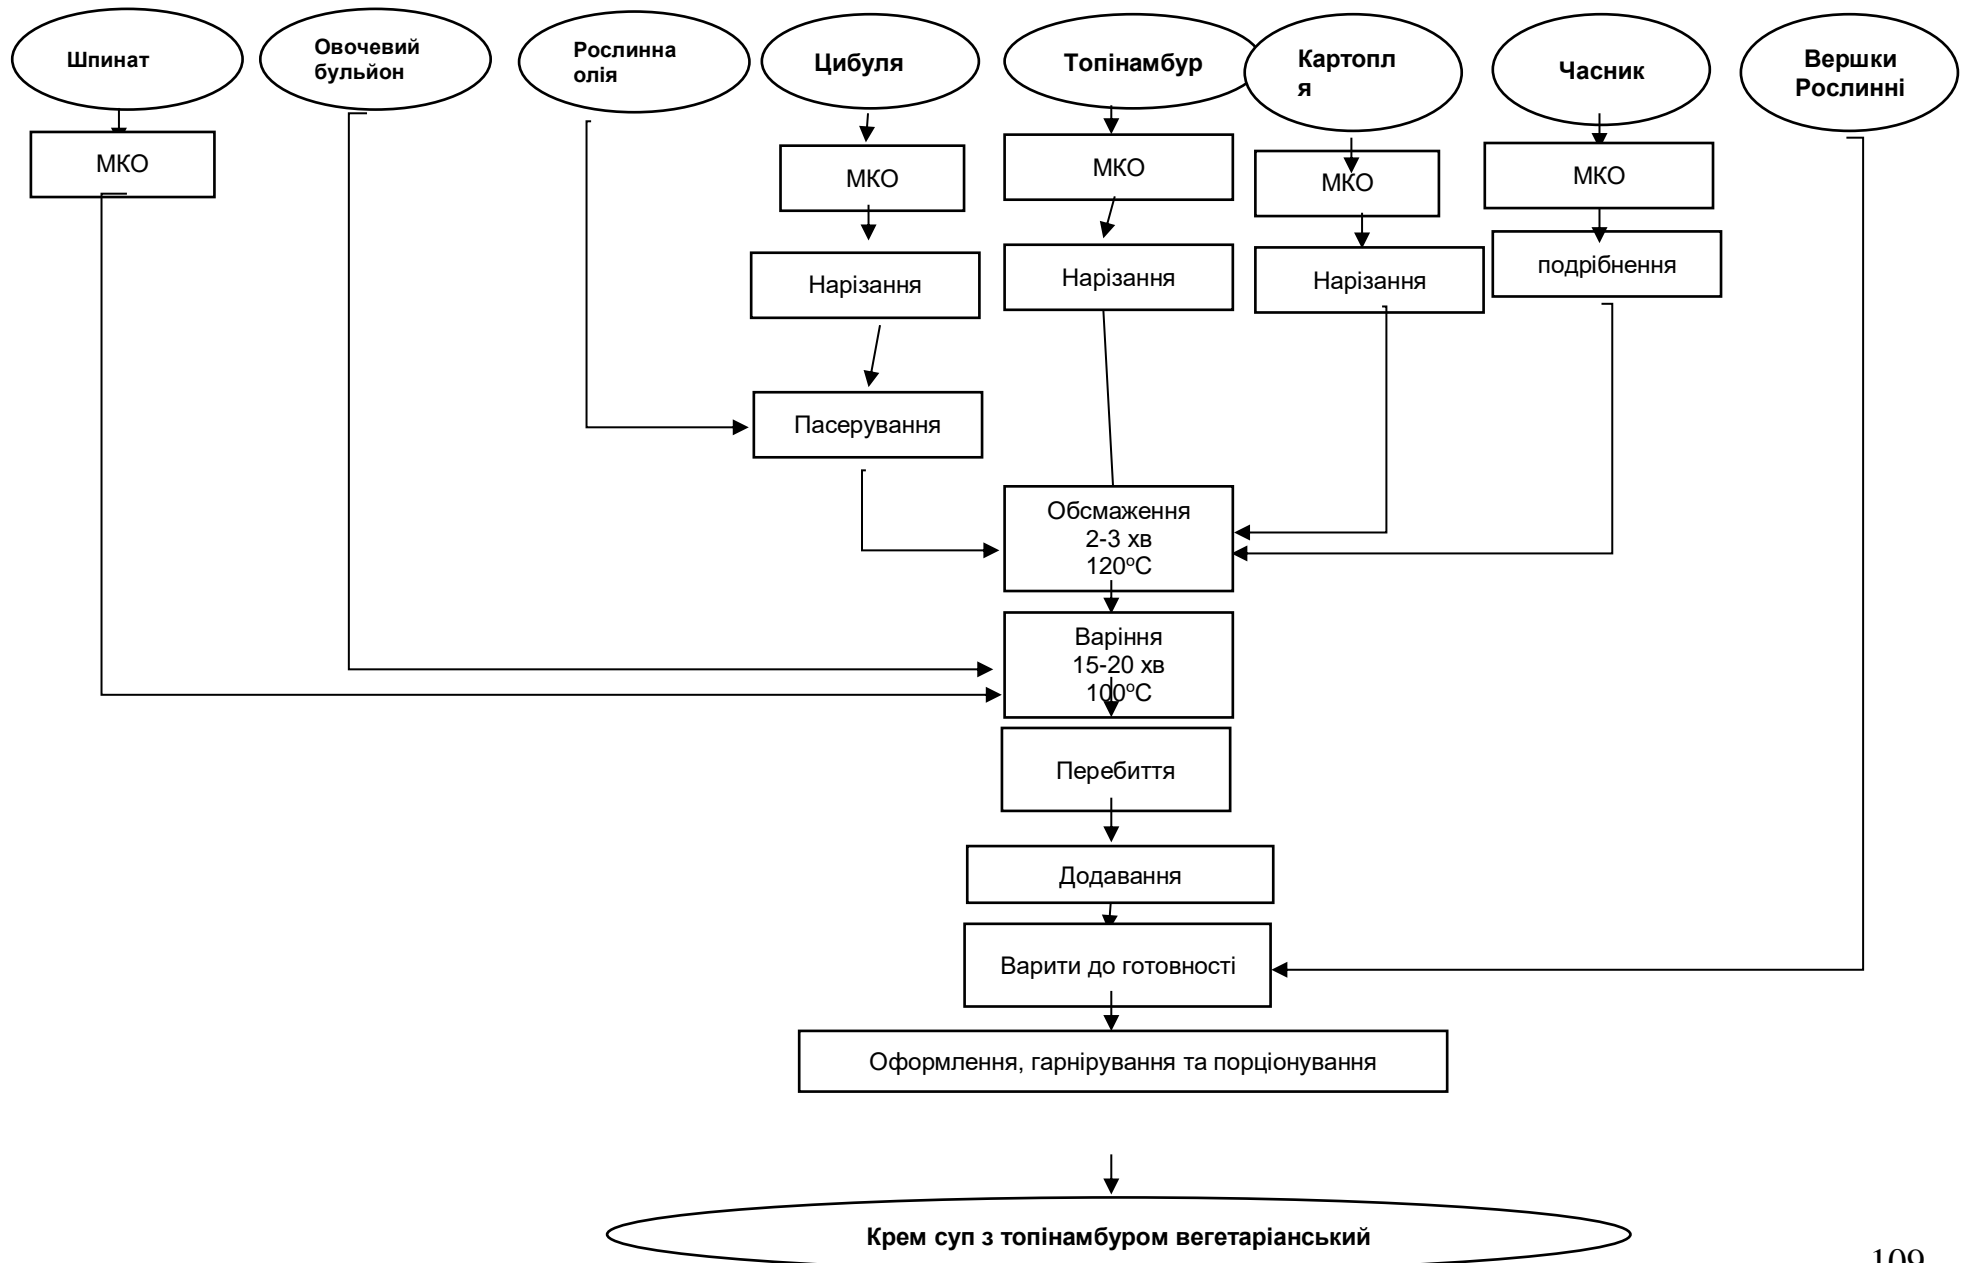 Шпинат
Овочевий
бульйон
Рослинна
олія
Цибуля
Топінамбур
Картопл
я
Часник
Вершки
Рослинні
МКО
МКО
МКО
МКО
МКО
Нарізання
Нарізання
Нарізання
подрібнення
Пасерування
Обсмаження
2-3 хв
120ºС
Варіння
15-20 хв
100ºС
Перебиття
Додавання
Варити до готовності
Оформлення, гарнірування та порціонування
Крем суп з топінамбуром вегетаріанський
109